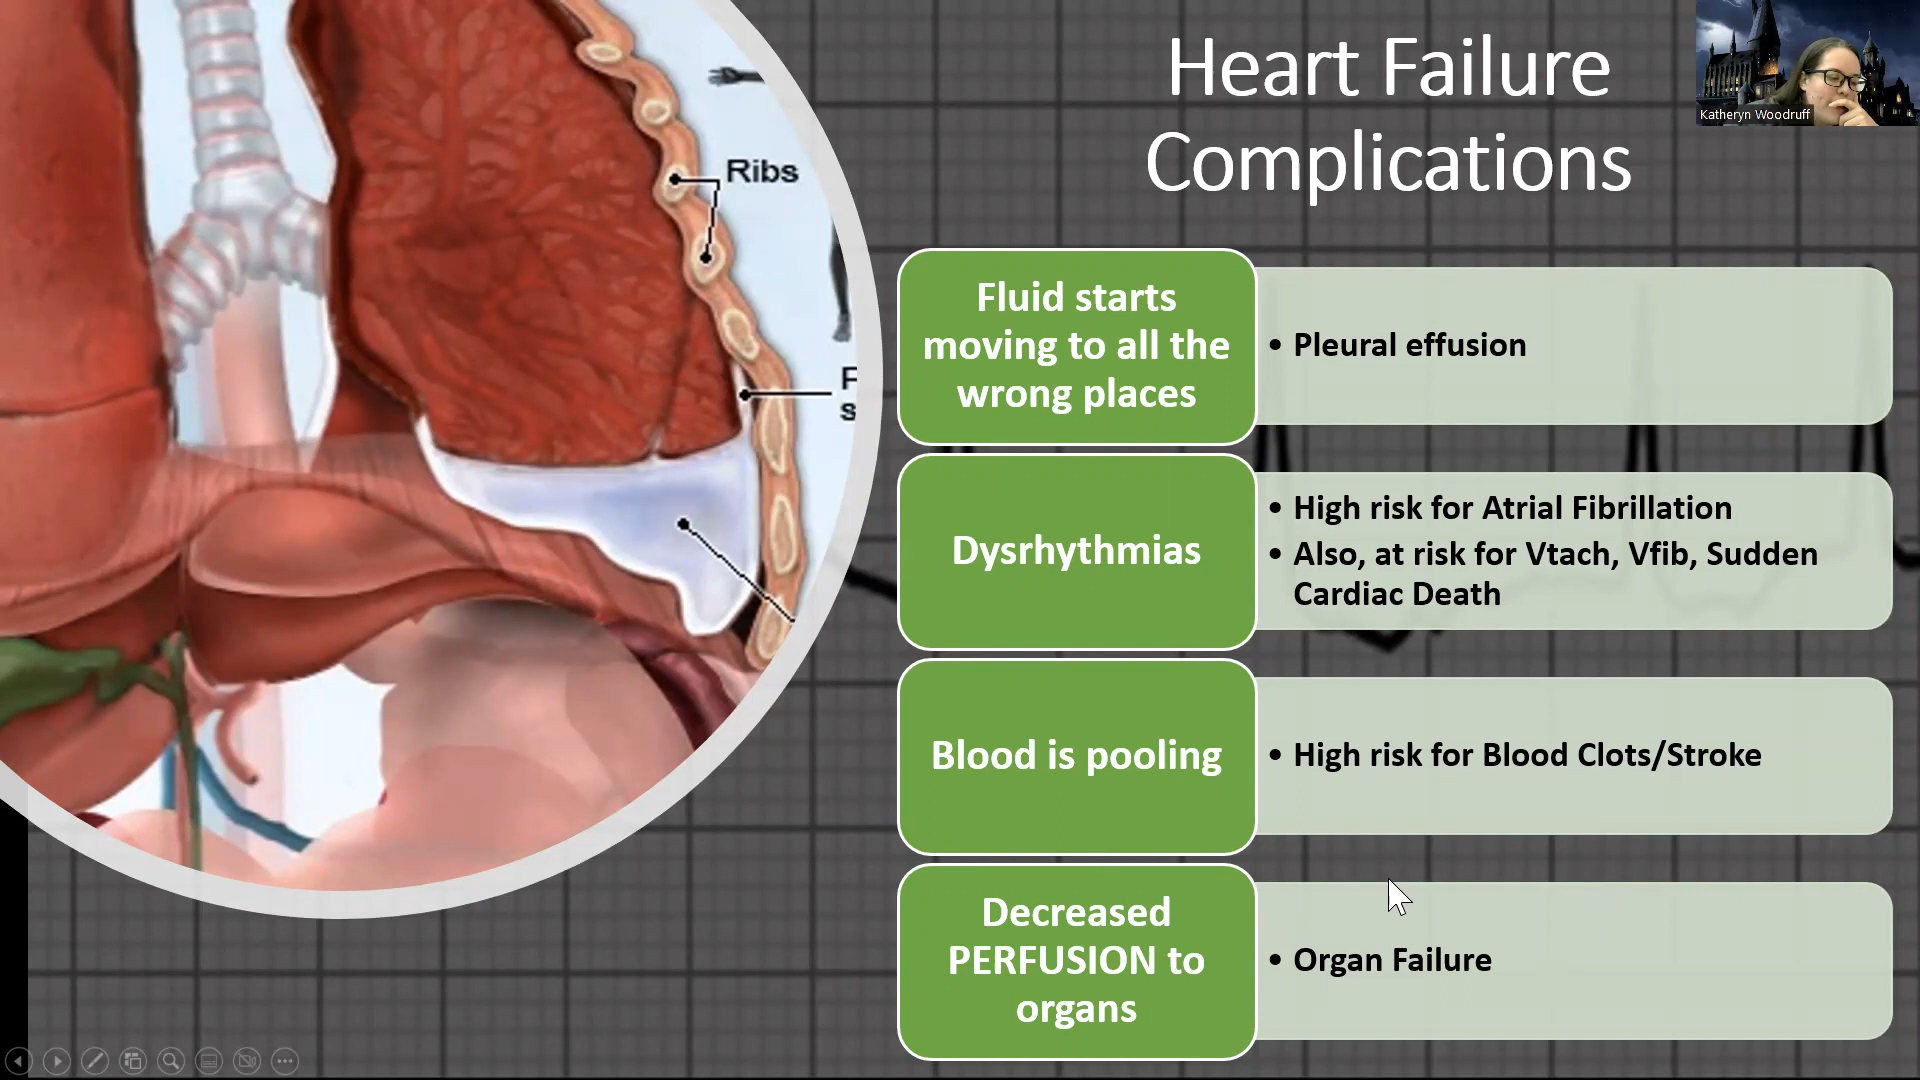 Heart Failure
Complications
Katheryn Woodruff
Ribs
Fluid starts
moving to all the
wrong places
• Pleural effusion
Dysrhythmias
• High risk for Atrial Fibrillation
• Also, at risk for Vtach, Vfib, Sudden
Cardiac Death
Blood is pooling
• High risk for Blood Clots/Stroke
Decreased
PERFUSION to
organs
• Organ Failure